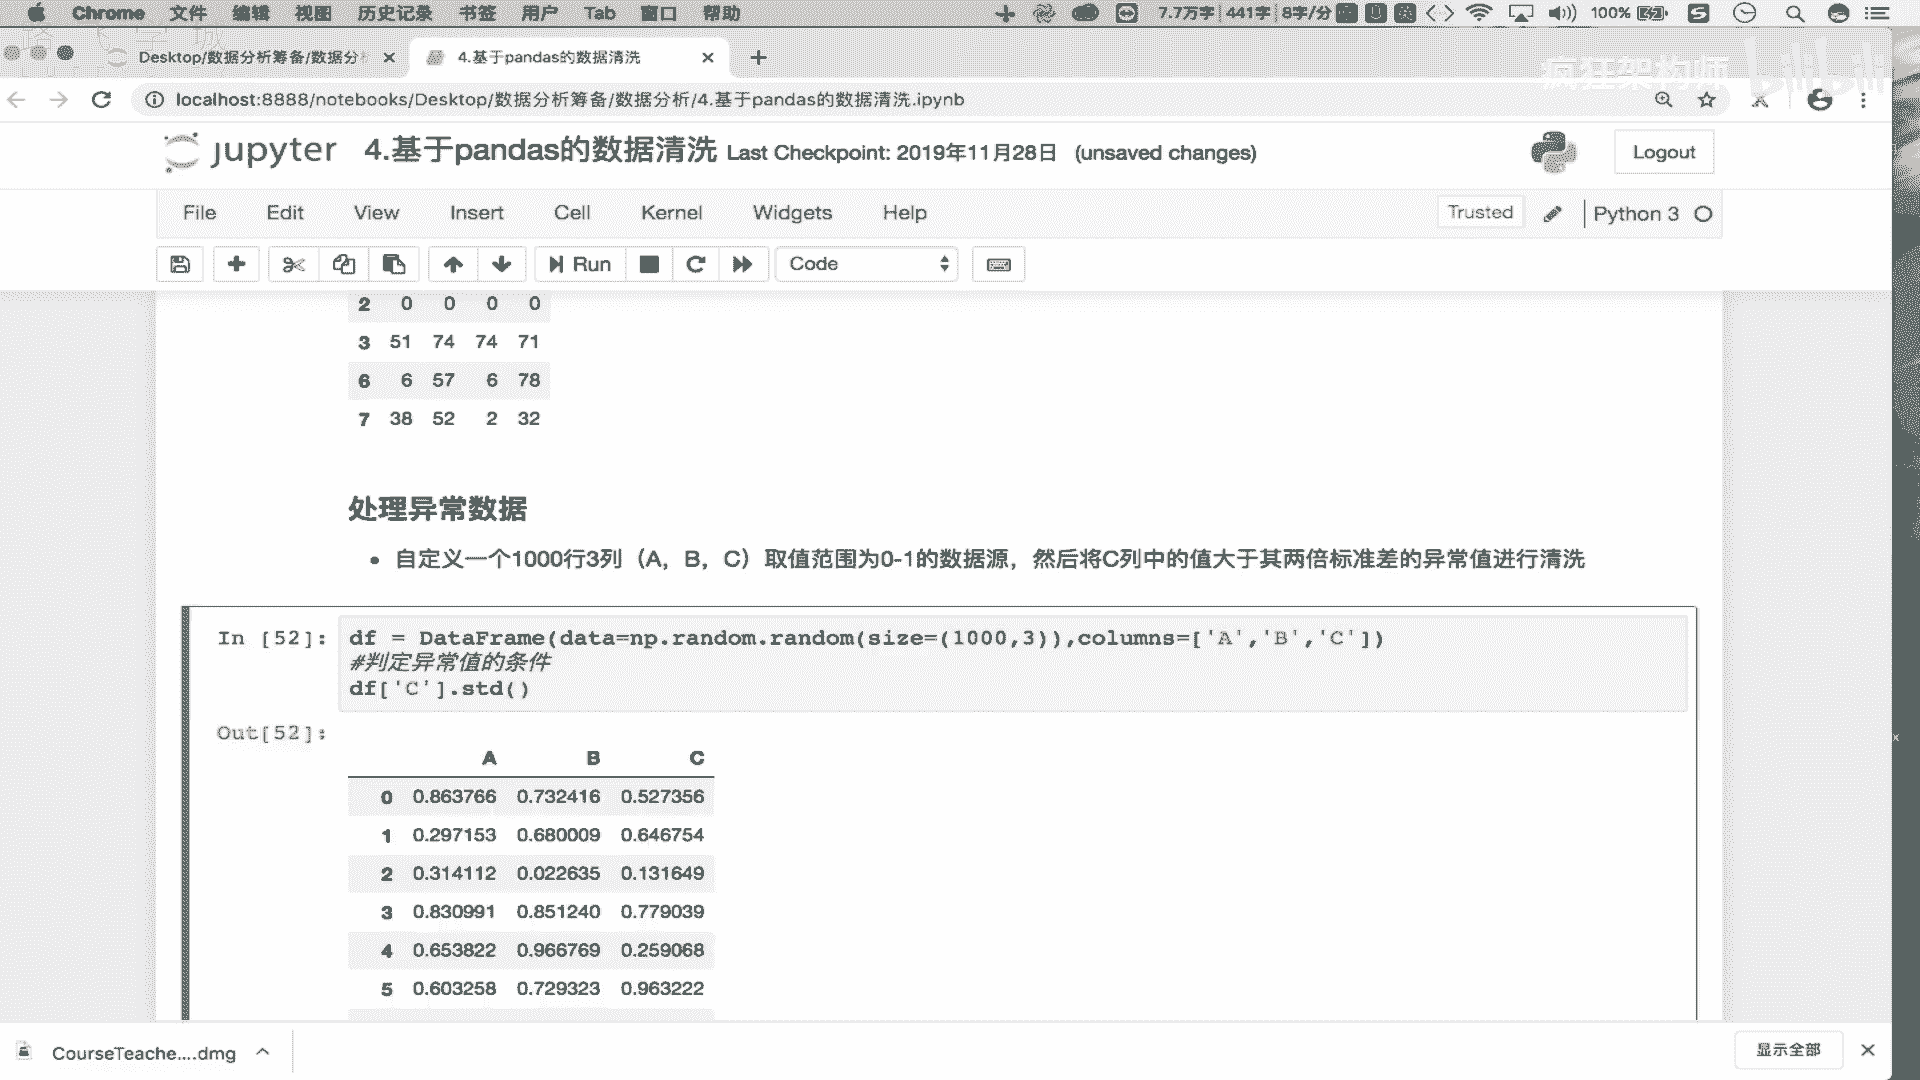 Chrome 文件 编辑 视图 历史记录 书签 用户 Tab 窗口 帮助 7.7万字 441字 8字/分 100%
Desktop/数据分析筹备/数据分 4.基于pandas的数据清洗
疯狂架构师 bilibili
localhost:8888/notebooks/Desktop/数据分析筹备/数据分析/4.基于pandas的数据清洗.ipynb
jupyter 4.基于pandas的数据清洗 Last Checkpoint: 2019年11月28日 (unsaved changes) Logout
File Edit View Insert Cell Kernel Widgets Help Trusted Python 3
Run Code
2 0 0 0 0
3 51 74 74 71
6 6 57 6 78
7 38 52 2 32
处理异常数据
• 自定义一个1000行3列（A，B，C）取值范围为0-1的数据源，然后将C列中的值大于其两倍标准差的异常值进行清洗
In [52]: df = DataFrame(data=np.random.random(size=(1000,3)),columns=['A','B','C'])
#判定异常值的条件
df['C'].std()
Out[52]:
A B C
0 0.863766 0.732416 0.527356
1 0.297153 0.680009 0.646754
2 0.314112 0.022635 0.131649
3 0.830991 0.851240 0.779039
4 0.653822 0.966769 0.259068
5 0.603258 0.729323 0.963222
CourseTeache....dmg 显示全部